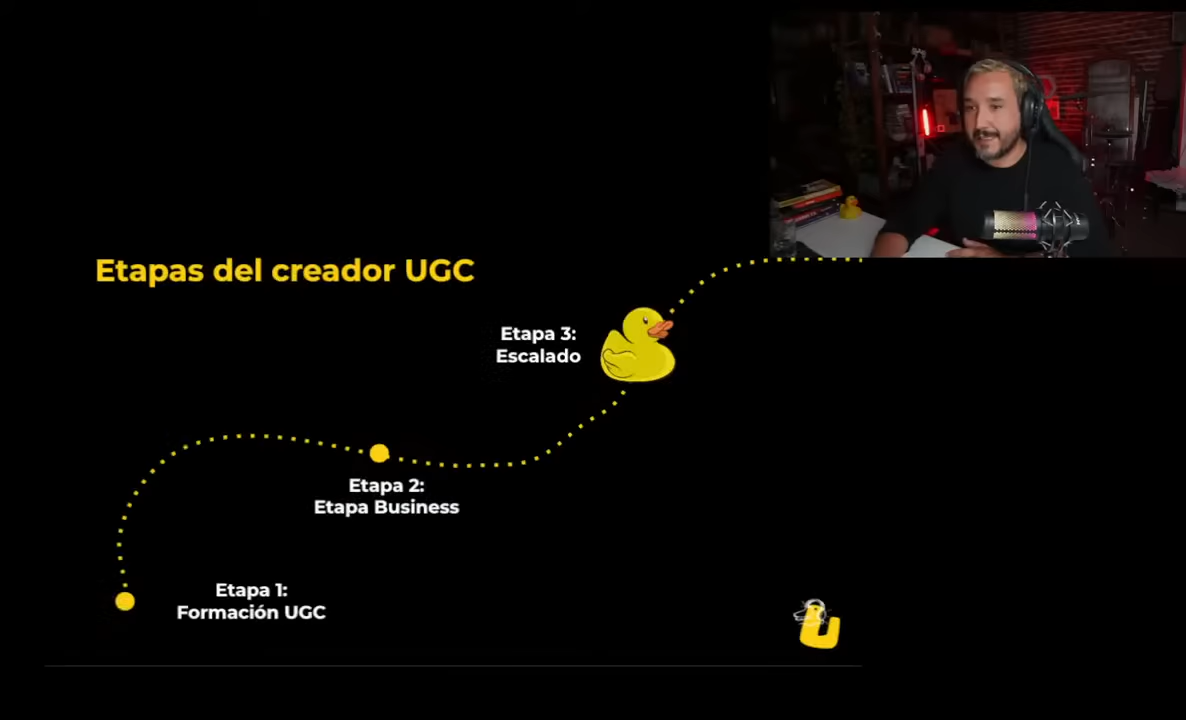 Etapas del creador UGC
Etapa 3:
Escalado
Etapa 2:
Etapa Business
Etapa 1:
Formación UGC